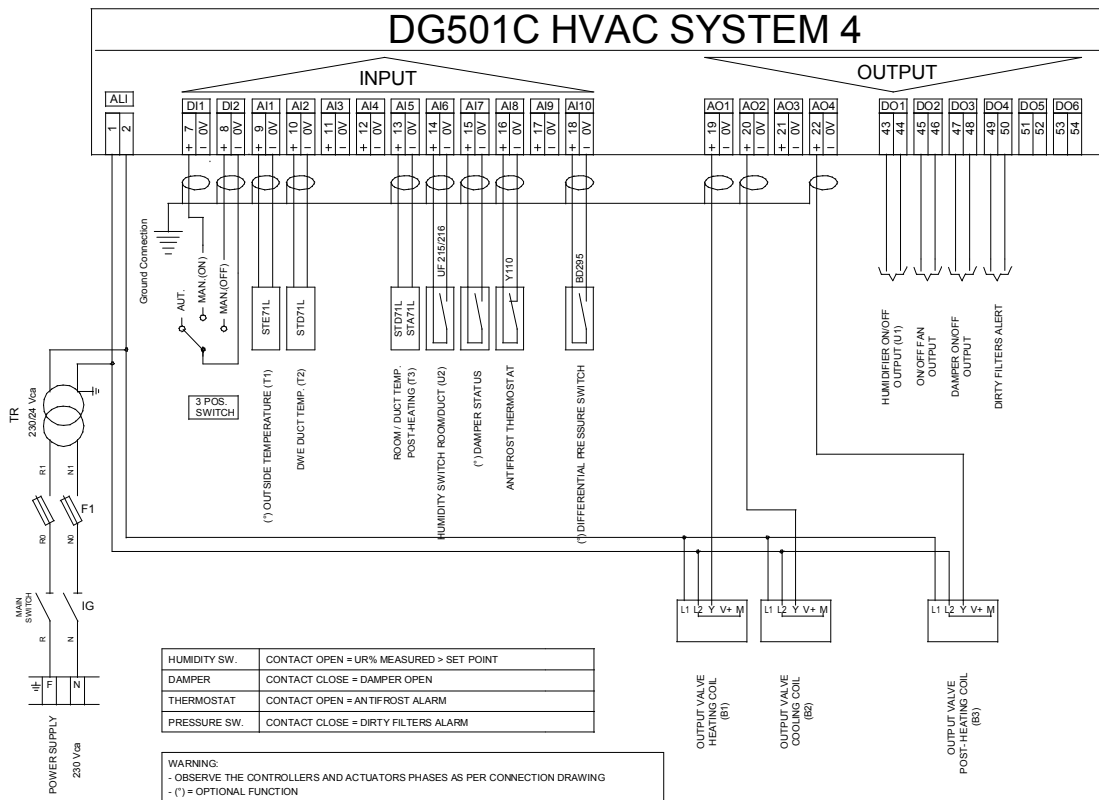 DG501C HVAC SYSTEM 4
INPUT
OUTPUT
ALI
DI1
DI2
AI1
AI2
AI3
AI4
AI5
AI6
AI7
AI8
AI9
AI10
AO1
AO2
AO3
AO4
DO1
DO2
DO3
DO4
DO5
DO6
1
2
+ 7
- 0V
+ 8
- 0V
+ 9
- 0V
+ 10
- 0V
+ 11
- 0V
+ 12
- 0V
+ 13
- 0V
+ 14
- 0V
+ 15
- 0V
+ 16
- 0V
+ 17
- 0V
+ 18
- 0V
+ 19
- 0V
+ 20
- 0V
+ 21
- 0V
+ 22
- 0V
43
44
45
46
47
48
49
50
51
52
53
54
Ground Connection
AUT.
MAN.(ON)
MAN.(OFF)
3 POS.
SWITCH
STE71L
STD71L
STD71L
STA71L
UF 215/216
Y110
BD295
(°) OUTSIDE TEMPERATURE (T1)
DWE DUCT TEMP. (T2)
ROOM / DUCT TEMP.
POST-HEATING (T3)
HUMIDITY SWITCH ROOM/DUCT (U2)
(°) DAMPER STATUS
ANTIFROST THERMOSTAT
(°) DIFFERENTIAL PRESSURE SWITCH
HUMIDIFIER ON/OFF
OUTPUT (U1)
ON/OFF FAN
OUTPUT
DAMPER ON/OFF
OUTPUT
DIRTY FILTERS ALERT
TR
230/24 Vca
R1
N1
F1
R0
N0
MAIN
SWITCH
IG
R
N
F
N
POWER SUPPLY
230 Vca
L1 L2 Y V+ M
L1 L2 Y V+ M
L1 L2 Y V+ M
OUTPUT VALVE
HEATING COIL
(B1)
OUTPUT VALVE
COOLING COIL
(B2)
OUTPUT VALVE
POST- HEATING COIL
(B3)
HUMIDITY SW. CONTACT OPEN = UR% MEASURED > SET POINT
DAMPER CONTACT CLOSE = DAMPER OPEN
THERMOSTAT CONTACT OPEN = ANTIFROST ALARM
PRESSURE SW. CONTACT CLOSE = DIRTY FILTERS ALARM
WARNING:
- OBSERVE THE CONTROLLERS AND ACTUATORS PHASES AS PER CONNECTION DRAWING
- (°) = OPTIONAL FUNCTION